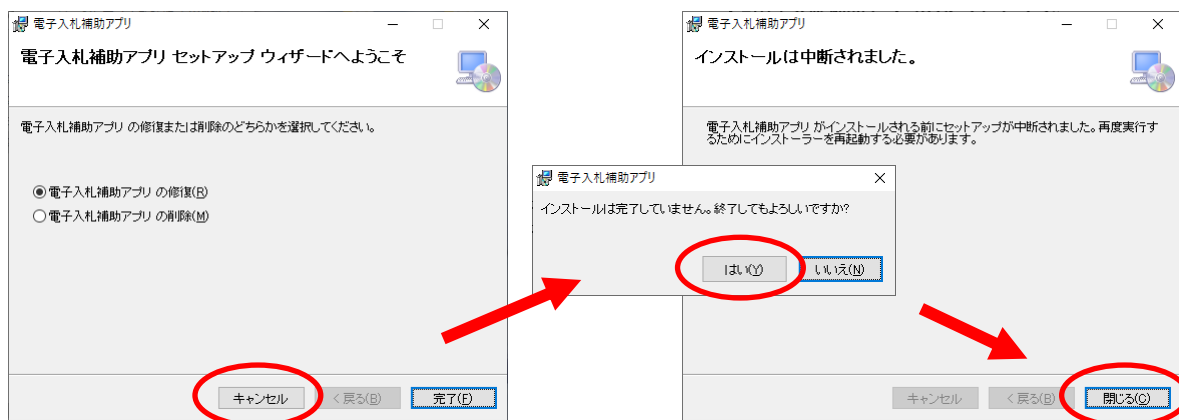 電子入札補助アプリ
電子入札補助アプリ セットアップ ウィザードへようこそ
電子入札補助アプリ の修復または削除のどちらかを選択してください。
電子入札補助アプリ の修復(R)
電子入札補助アプリ の削除(M)
キャンセル
< 戻る(B)
完了(F)
電子入札補助アプリ
インストールは完了していません。終了してもよろしいですか?
はい(Y)
いいえ(N)
電子入札補助アプリ
インストールは中断されました。
電子入札補助アプリ がインストールされる前にセットアップが中断されました。再度実行す
るためにインストーラーを再起動する必要があります。
キャンセル
< 戻る(B)
閉じる(C)